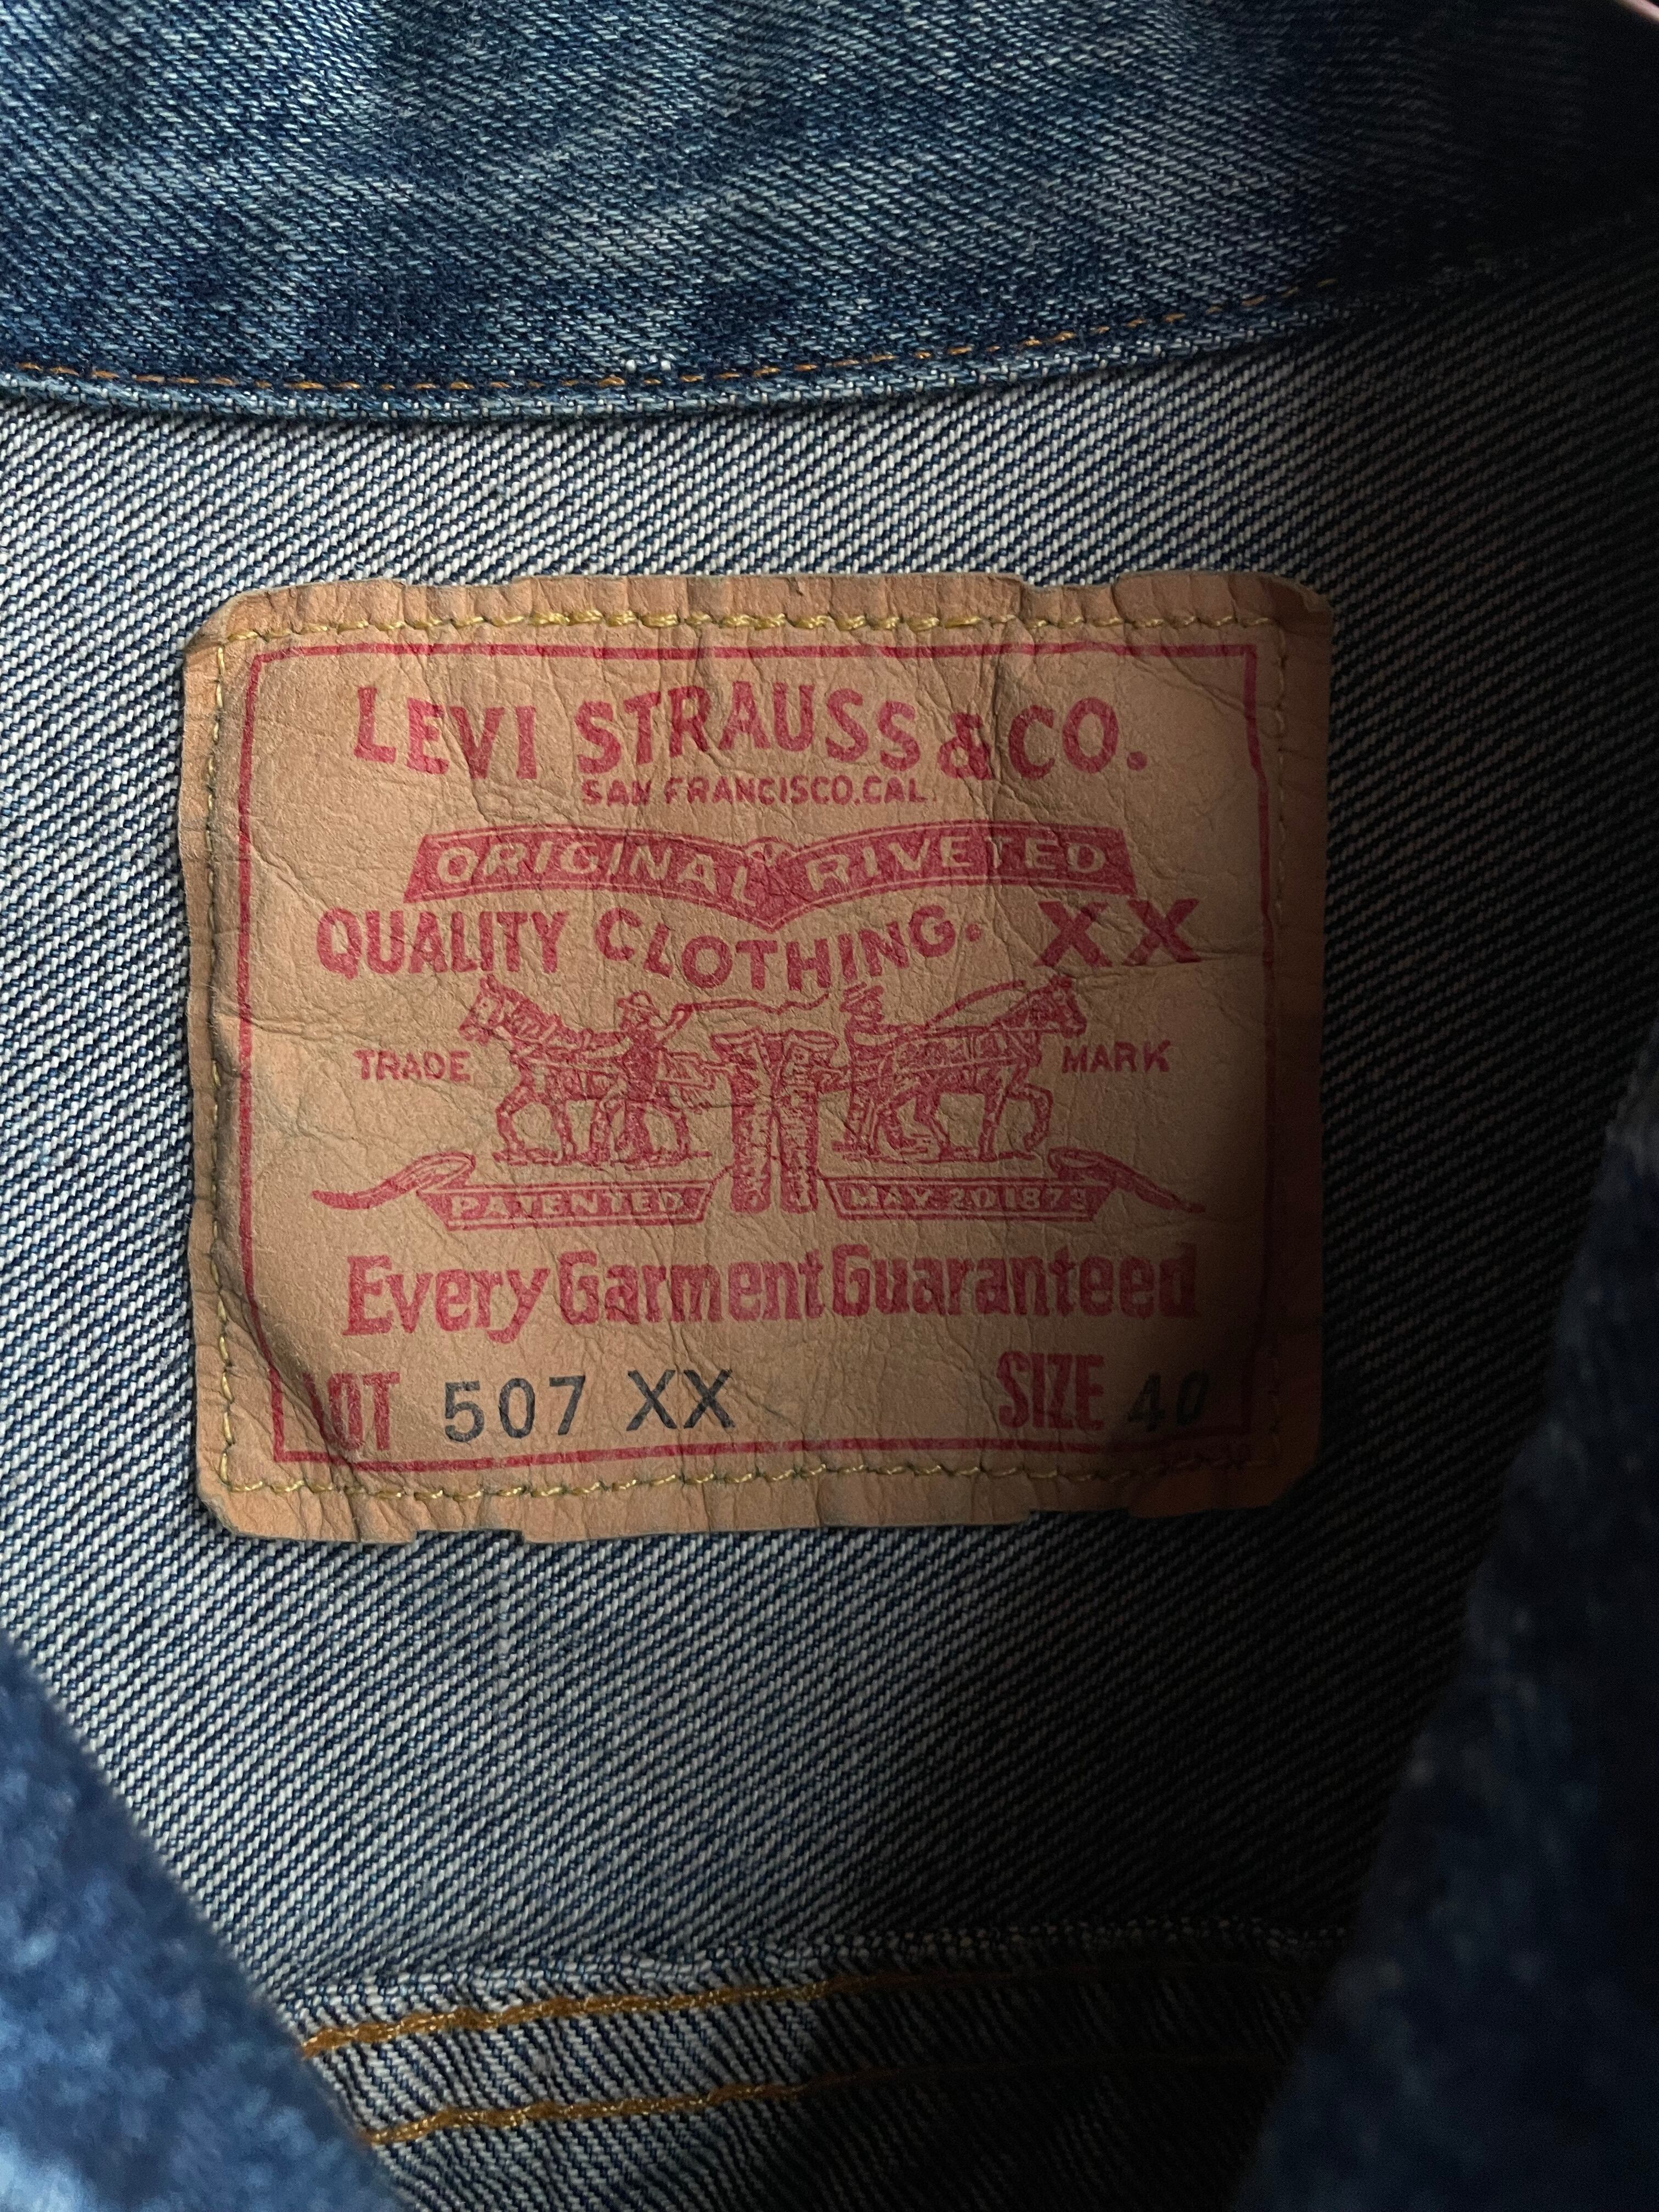 LEVI STRAUSS & CO.
SAN FRANCISCO, CAL.
ORIGINAL RIVETED
QUALITY CLOTHING. XX
TRADE MARK
PATENTED MAY 20 1873
Every Garment Guaranteed
LOT 507 XX SIZE 40